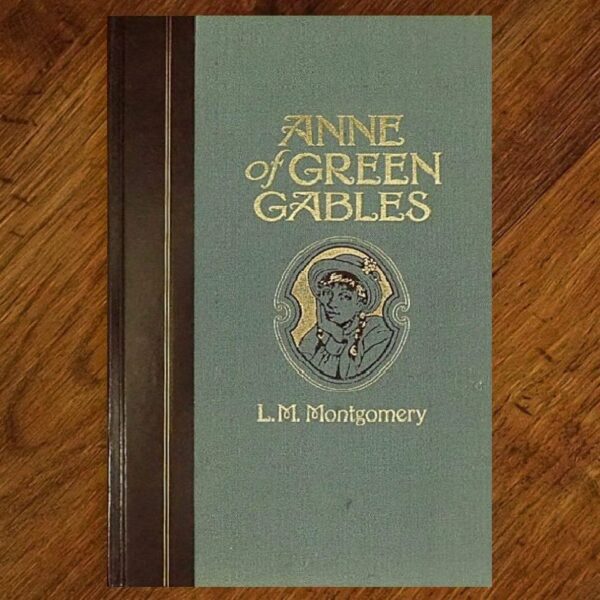 ANNE
of GREEN
GABLES
L. M. Montgomery